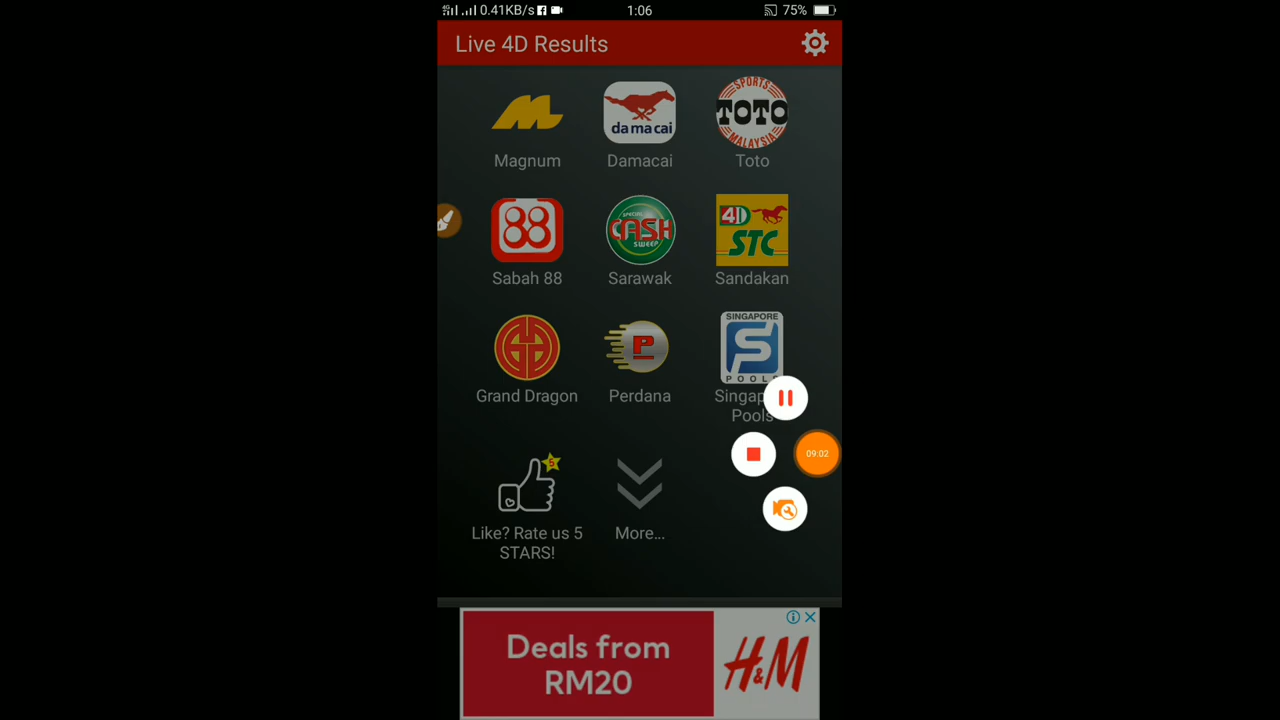 0.41KB/s 1:06 75%
Live 4D Results
da ma cai
SPORTS
TOTO
MALAYSIA
Magnum Damacai Toto
88
SPECIAL
CASH
SWEEP
4D
STC
Sabah 88 Sarawak Sandakan
P
SINGAPORE
POOLS
Grand Dragon Perdana
Pools
5
09:02
Like? Rate us 5
STARS!
More...
Deals from
RM20
H&M